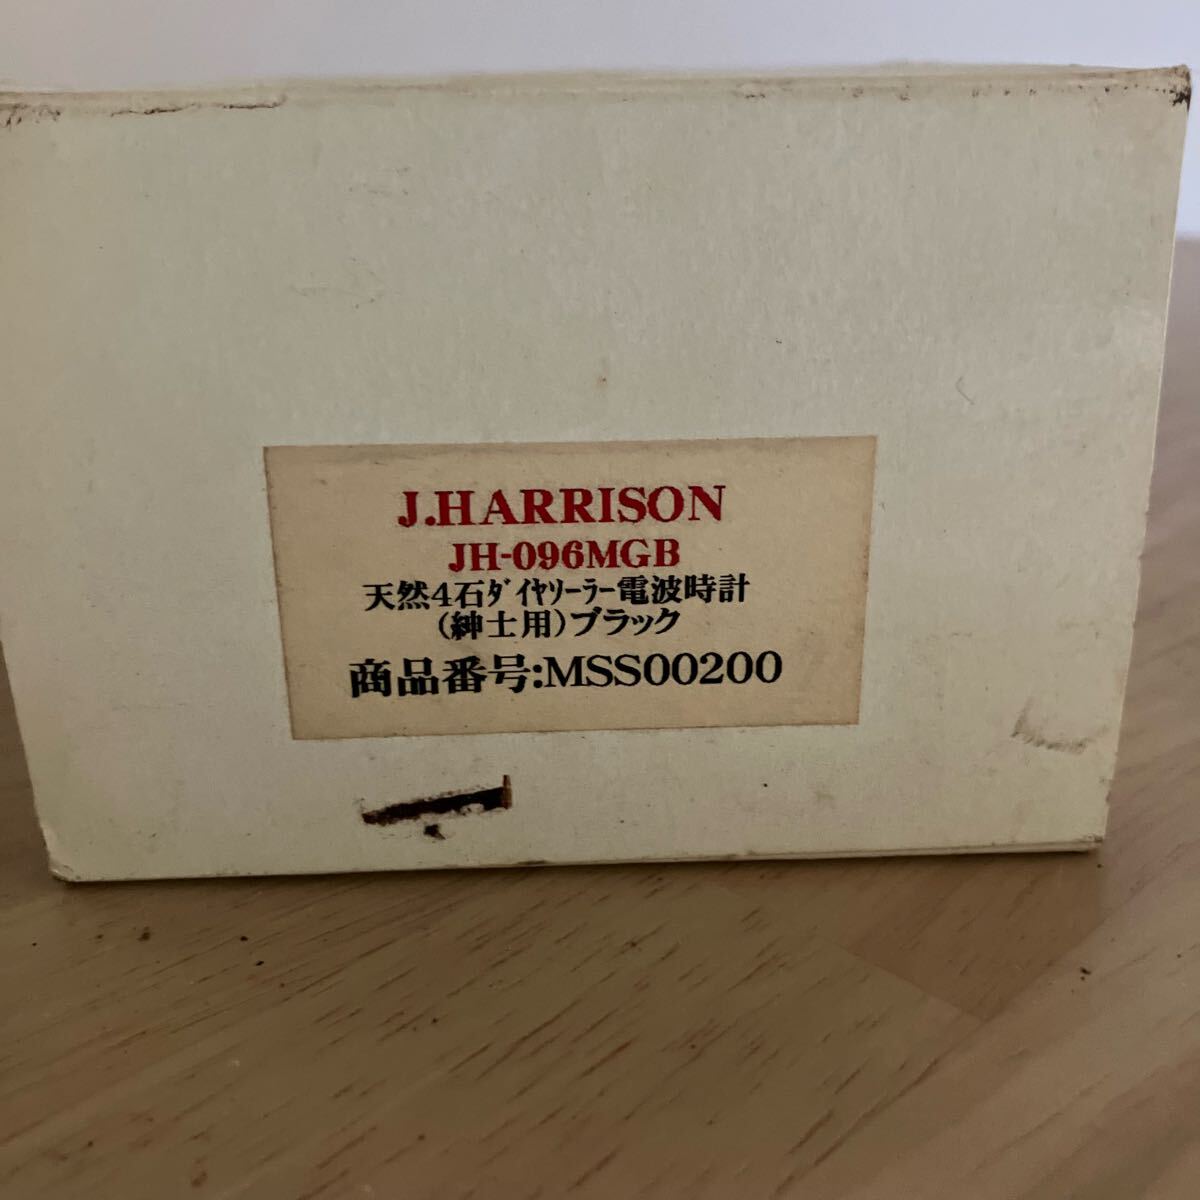 J.HARRISON
JH-096MGB
天然4石ﾀﾞｲﾔｿｰﾗｰ電波時計
(紳士用)ブラック
商品番号:MSS00200